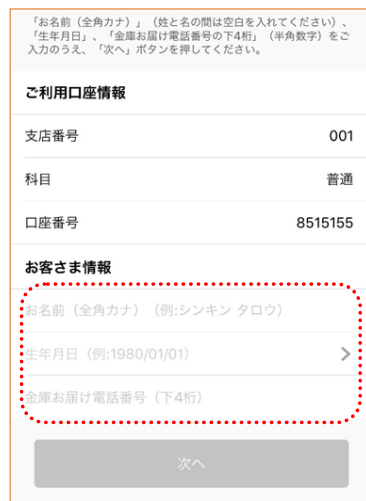 「お名前（全角カナ）」（姓と名の間は空白を入れてください）、
「生年月日」、「金庫お届け電話番号の下4桁」（半角数字）をご
入力のうえ、「次へ」ボタンを押してください。
ご利用口座情報
支店番号 001
科目 普通
口座番号 8515155
お客さま情報
お名前（全角カナ）（例:シンキン タロウ）
生年月日（例:1980/01/01）
金庫お届け電話番号（下4桁）
次へ